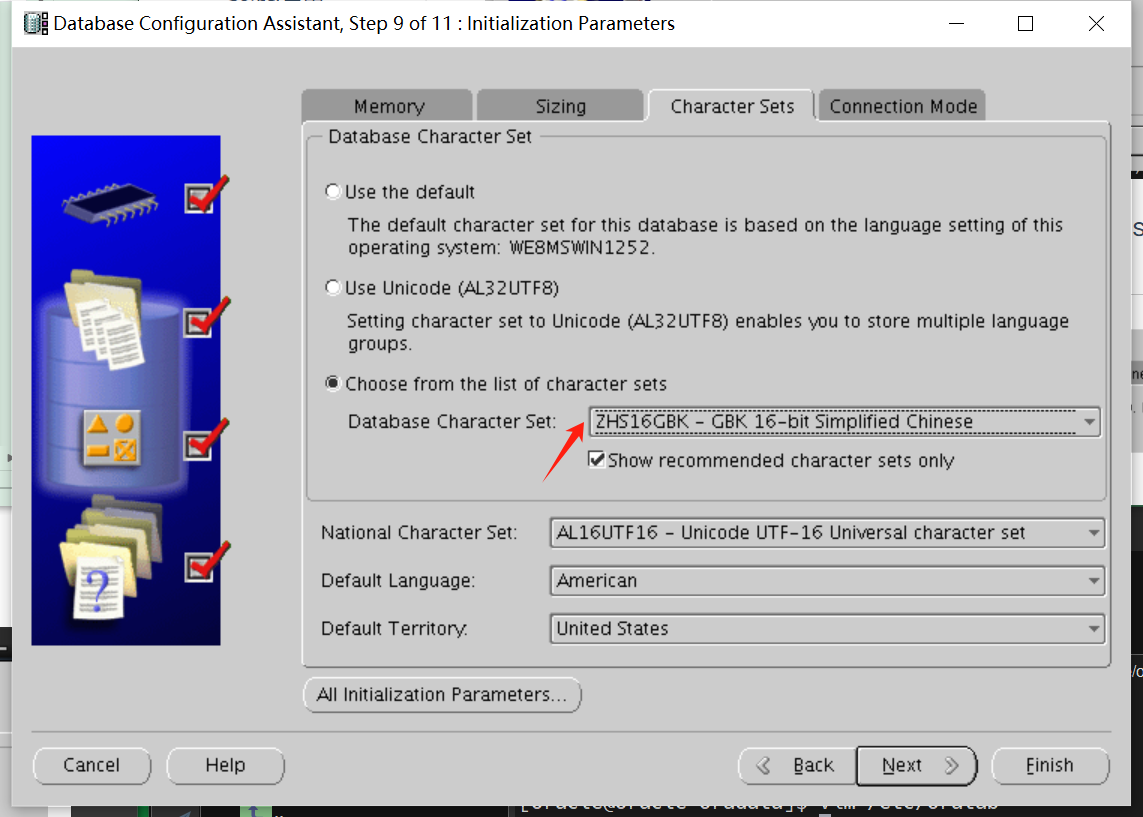 Database Configuration Assistant, Step 9 of 11 : Initialization Parameters
Memory
Sizing
Character Sets
Connection Mode
Database Character Set
Use the default
The default character set for this database is based on the language setting of this
operating system: WE8MSWIN1252.
Use Unicode (AL32UTF8)
Setting character set to Unicode (AL32UTF8) enables you to store multiple language
groups.
Choose from the list of character sets
Database Character Set:
ZHS16GBK - GBK 16-bit Simplified Chinese
Show recommended character sets only
National Character Set:
AL16UTF16 - Unicode UTF-16 Universal character set
Default Language:
American
Default Territory:
United States
All Initialization Parameters...
Cancel
Help
Back
Next
Finish